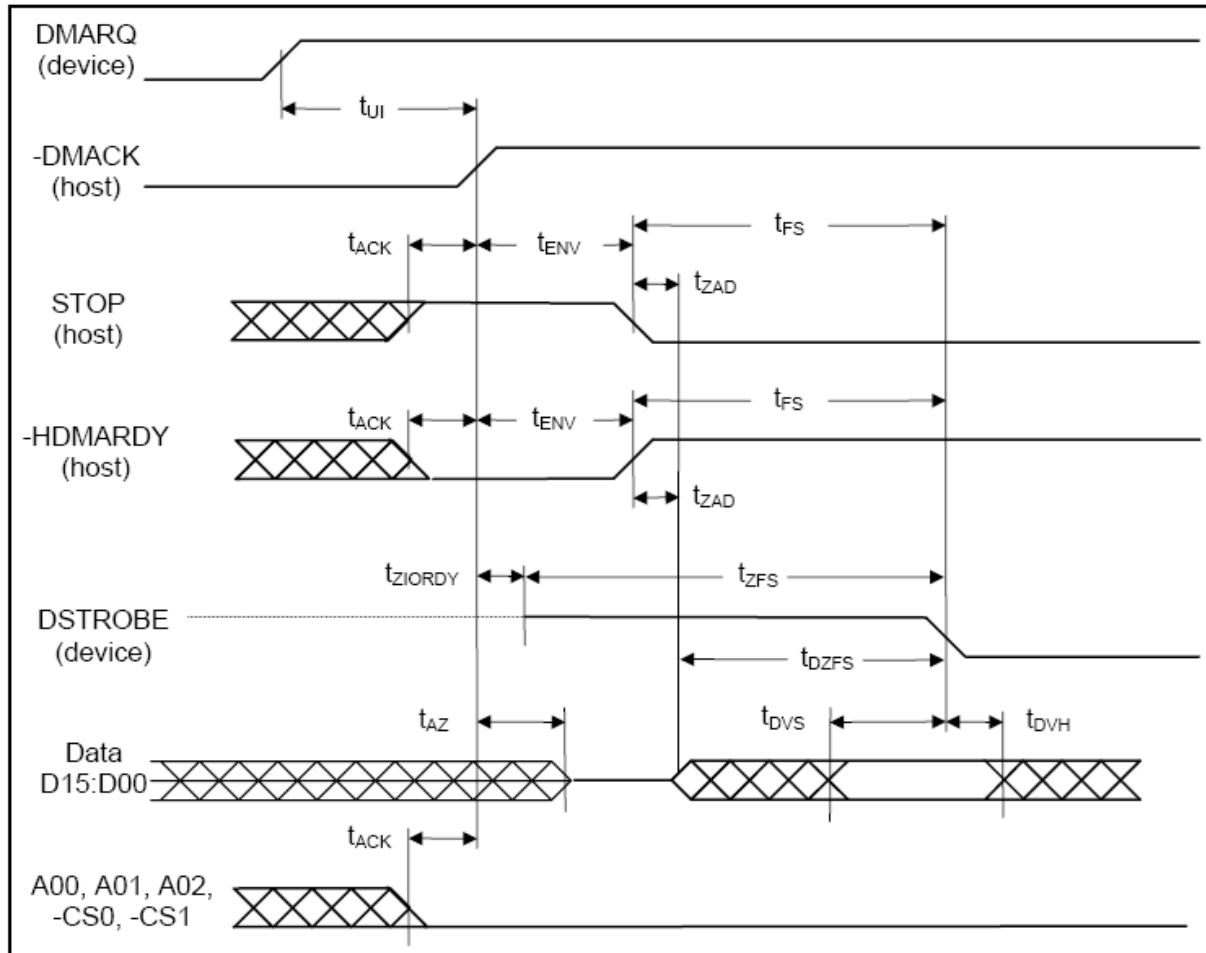 DMARQ
(device)
tUI
-DMACK
(host)
tFS
tACK
tENV
tZAD
STOP
(host)
tFS
tACK
tENV
-HDMARDY
(host)
tZAD
tZIORDY
tZFS
DSTROBE
(device)
tDZFS
tAZ
tDVS
tDVH
Data
D15:D00
tACK
A00, A01, A02,
-CS0, -CS1